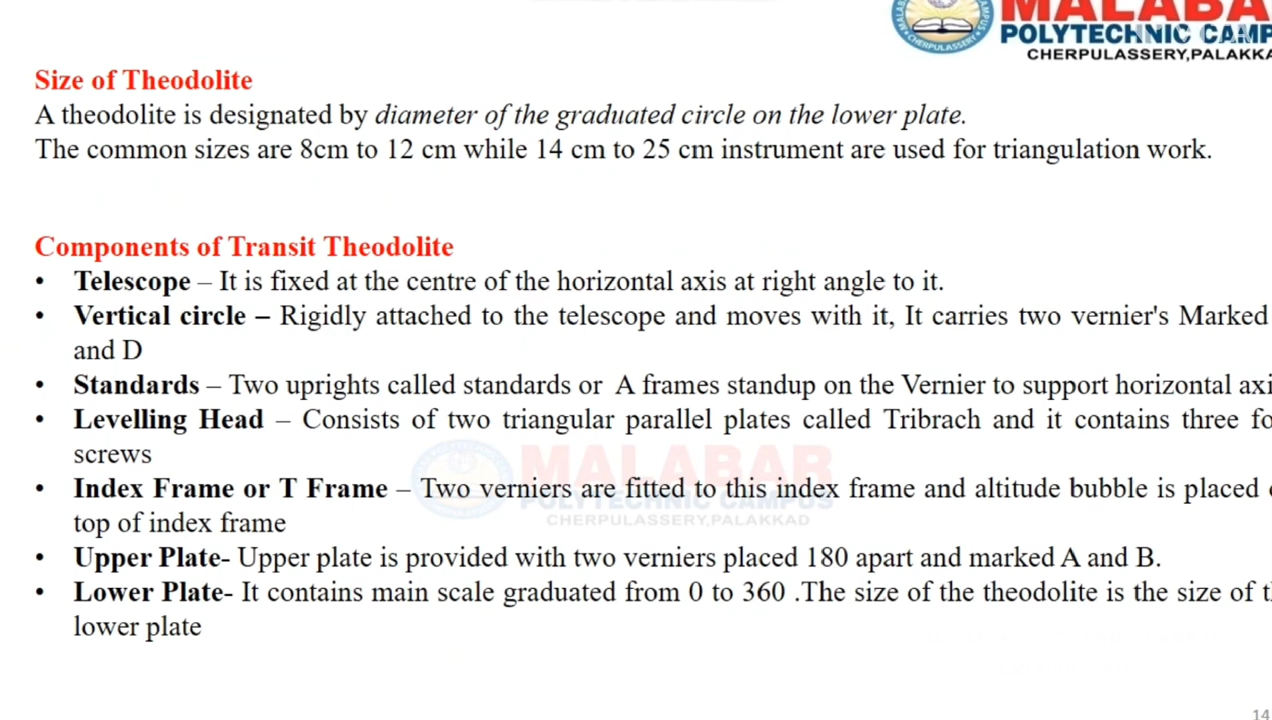 MALABA
POLYTECHNIC CAMP
CHERPULASSERY,PALAKKA
Size of Theodolite
A theodolite is designated by diameter of the graduated circle on the lower plate.
The common sizes are 8cm to 12 cm while 14 cm to 25 cm instrument are used for triangulation work.
Components of Transit Theodolite
• Telescope – It is fixed at the centre of the horizontal axis at right angle to it.
• Vertical circle – Rigidly attached to the telescope and moves with it, It carries two vernier's Marked
and D
• Standards – Two uprights called standards or A frames standup on the Vernier to support horizontal axi
• Levelling Head – Consists of two triangular parallel plates called Tribrach and it contains three fo
screws
• Index Frame or T Frame – Two verniers are fitted to this index frame and altitude bubble is placed
top of index frame
• Upper Plate- Upper plate is provided with two verniers placed 180 apart and marked A and B.
• Lower Plate- It contains main scale graduated from 0 to 360 .The size of the theodolite is the size of t
lower plate
MALABAR
POLYTECHNIC CAMPUS
CHERPULASSERY,PALAKKAD
14